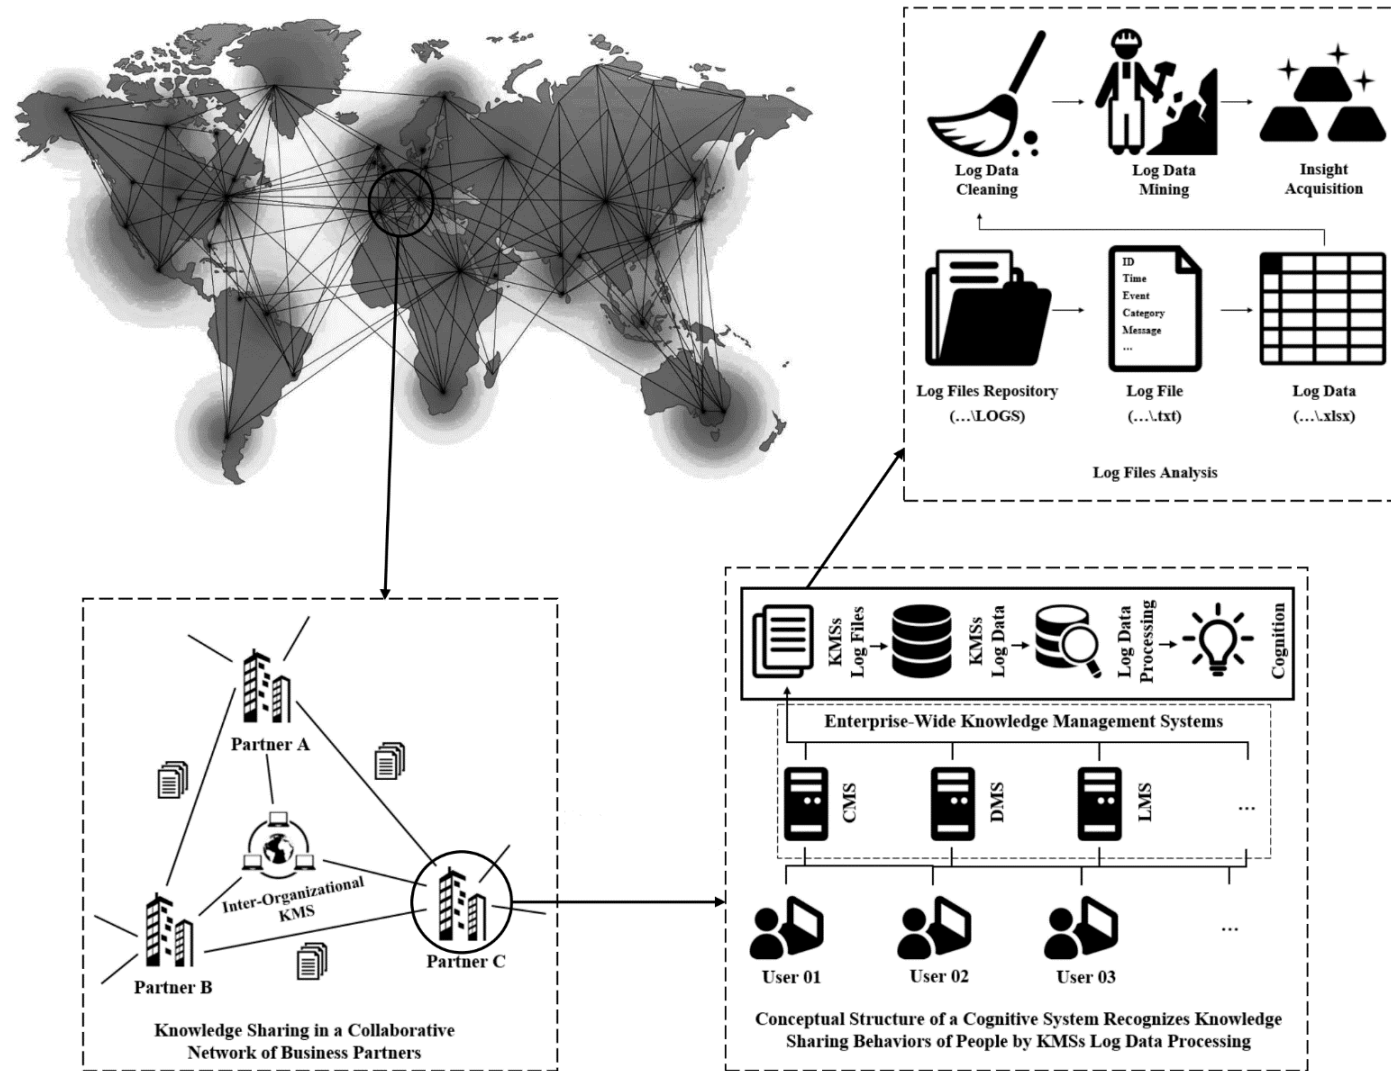 Log Data
Cleaning
Log Data
Mining
Insight
Acquisition
ID
Time
Event
Category
Message
...
Log Files Repository
(...\LOGS)
Log File
(...\.txt)
Log Data
(...\.xlsx)
Log Files Analysis
Partner A
Inter-Organizational
KMS
Partner B
Partner C
Knowledge Sharing in a Collaborative
Network of Business Partners
KMSs
Log Files
KMSs
Log Data
Log Data
Processing
Cognition
Enterprise-Wide Knowledge Management Systems
CMS
DMS
LMS
...
User 01
User 02
User 03
...
Conceptual Structure of a Cognitive System Recognizes Knowledge
Sharing Behaviors of People by KMSs Log Data Processing